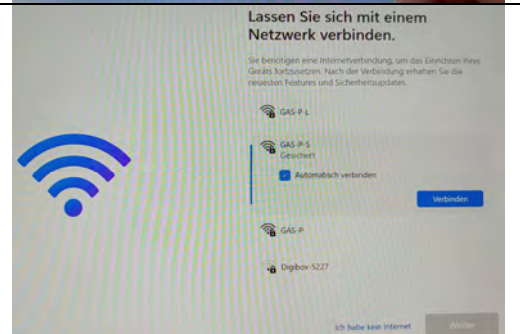 Lassen Sie sich mit einem
Netzwerk verbinden.
Sie benötigen eine Internetverbindung, um das Einrichten Ihres
Geräts fortzusetzen. Nach der Verbindung erhalten Sie die
neuesten Features und Sicherheitsupdates.
GAS-P-L
GAS-P-S
Gesichert
Automatisch verbinden
Verbinden
GAS-P
Digibox-5227
Ich habe kein Internet
Weiter